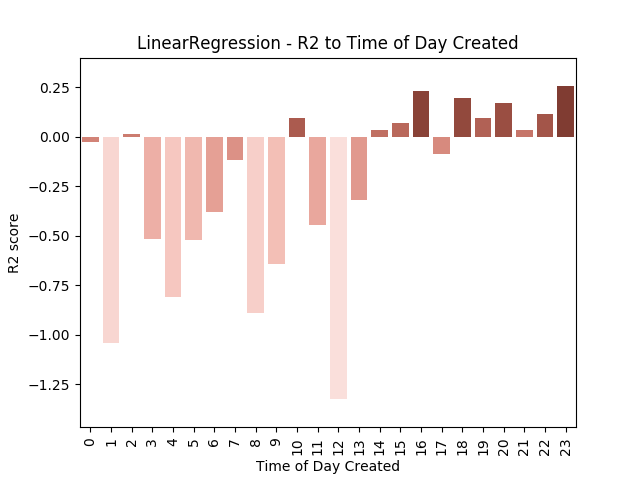 LinearRegression - R2 to Time of Day Created
R2 score
0.25
0.00
−0.25
−0.50
−0.75
−1.00
−1.25
0 1 2 3 4 5 6 7 8 9 10 11 12 13 14 15 16 17 18 19 20 21 22 23
Time of Day Created